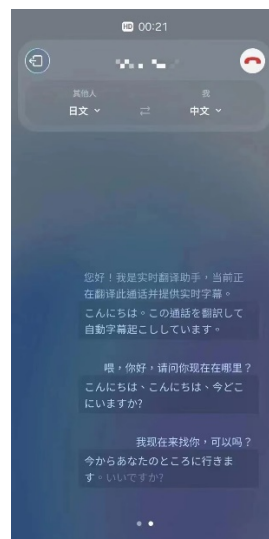 HD 00:21
其他人
我
日文
中文
您好！我是实时翻译助手，当前正
在翻译此通话并提供实时字幕。
こんにちは。この通話を翻訳して
自動字幕起こししています。
喂，你好，请问你现在在哪里？
こんにちは、こんにちは、今どこ
にいますか?
我现在来找你，可以吗？
今からあなたのところに行きま
す。いいですか?